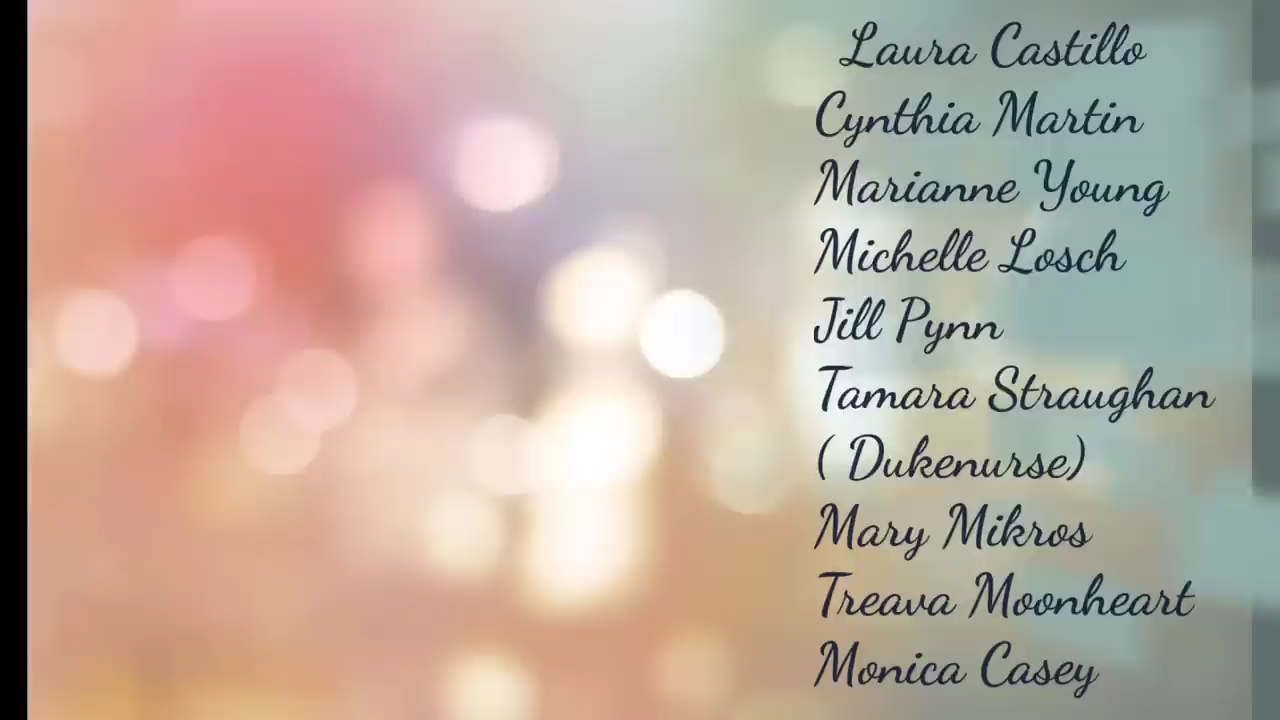 Laura Castillo
Cynthia Martin
Marianne Young
Michelle Losch
Jill Pynn
Tamara Straughan
( Dukenurse)
Mary Mikros
Treava Moonheart
Monica Casey